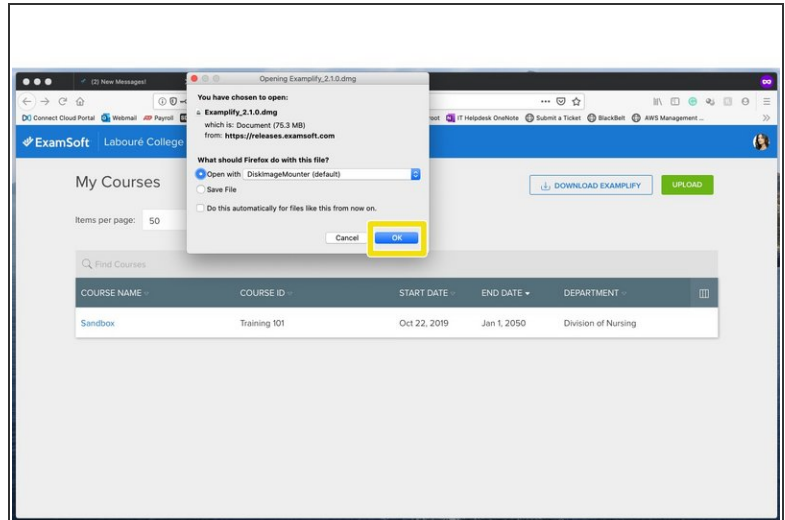 (2) New Messages!
Opening Examplify_2.1.0.dmg
Connect Cloud Portal Webmail Payroll
IT Helpdesk OneNote Submit a Ticket BlackBelt AWS Management ...
You have chosen to open:
Examplify_2.1.0.dmg
which is: Document (75.3 MB)
from: https://releases.examsoft.com
What should Firefox do with this file?
Open with DiskImageMounter (default)
Save File
Do this automatically for files like this from now on.
Cancel OK
ExamSoft Labouré College
My Courses
DOWNLOAD EXAMPLIFY UPLOAD
Items per page: 50
Find Courses
COURSE NAME COURSE ID START DATE END DATE DEPARTMENT
Sandbox Training 101 Oct 22, 2019 Jan 1, 2050 Division of Nursing